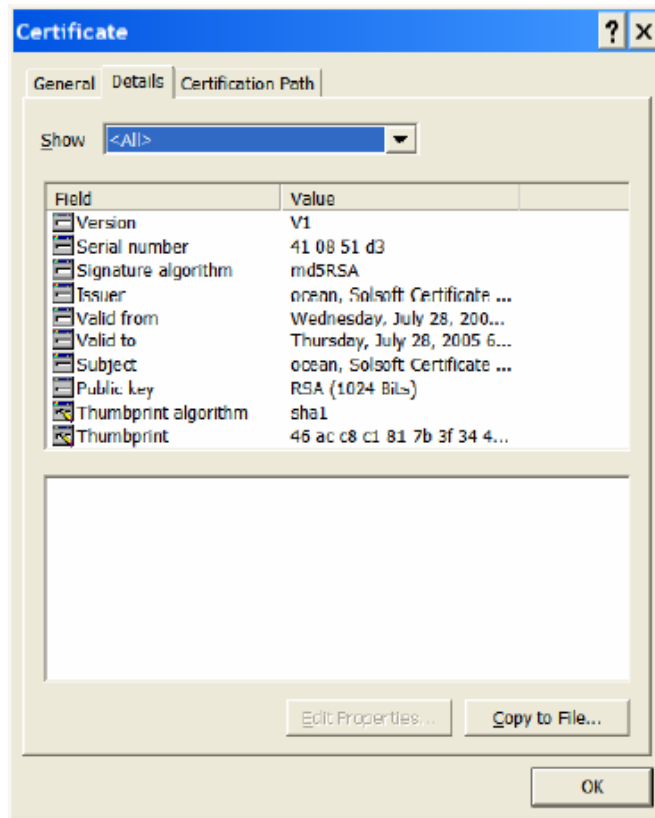 Certificate
General Details Certification Path
Show <All>
Field Value
Version V1
Serial number 41 08 51 d3
Signature algorithm md5RSA
Issuer ocean, Solsoft Certificate ...
Valid from Wednesday, July 28, 200...
Valid to Thursday, July 28, 2005 6...
Subject ocean, Solsoft Certificate ...
Public key RSA (1024 Bits)
Thumbprint algorithm sha1
Thumbprint 46 ac c8 c1 81 7b 3f 34 4...
Edit Properties... Copy to File...
OK